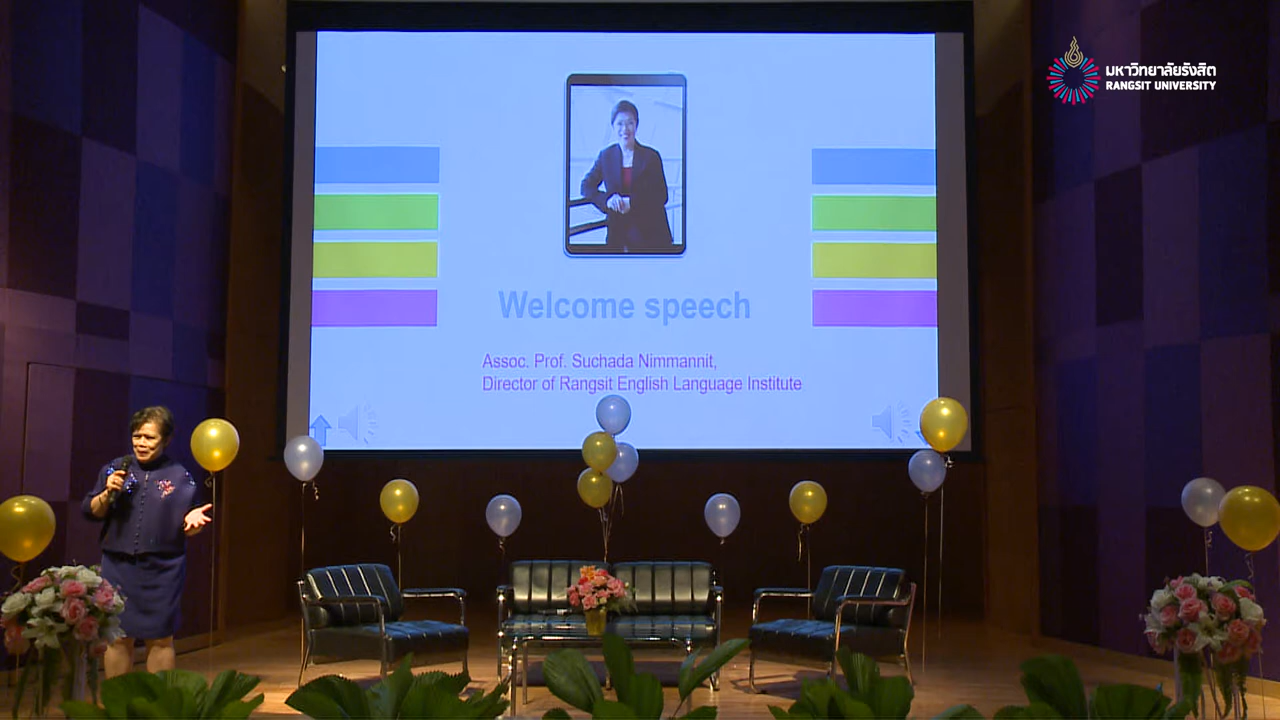 มหาวิทยาลัยรังสิต
RANGSIT UNIVERSITY
Welcome speech
Assoc. Prof. Suchada Nimmannit,
Director of Rangsit English Language Institute